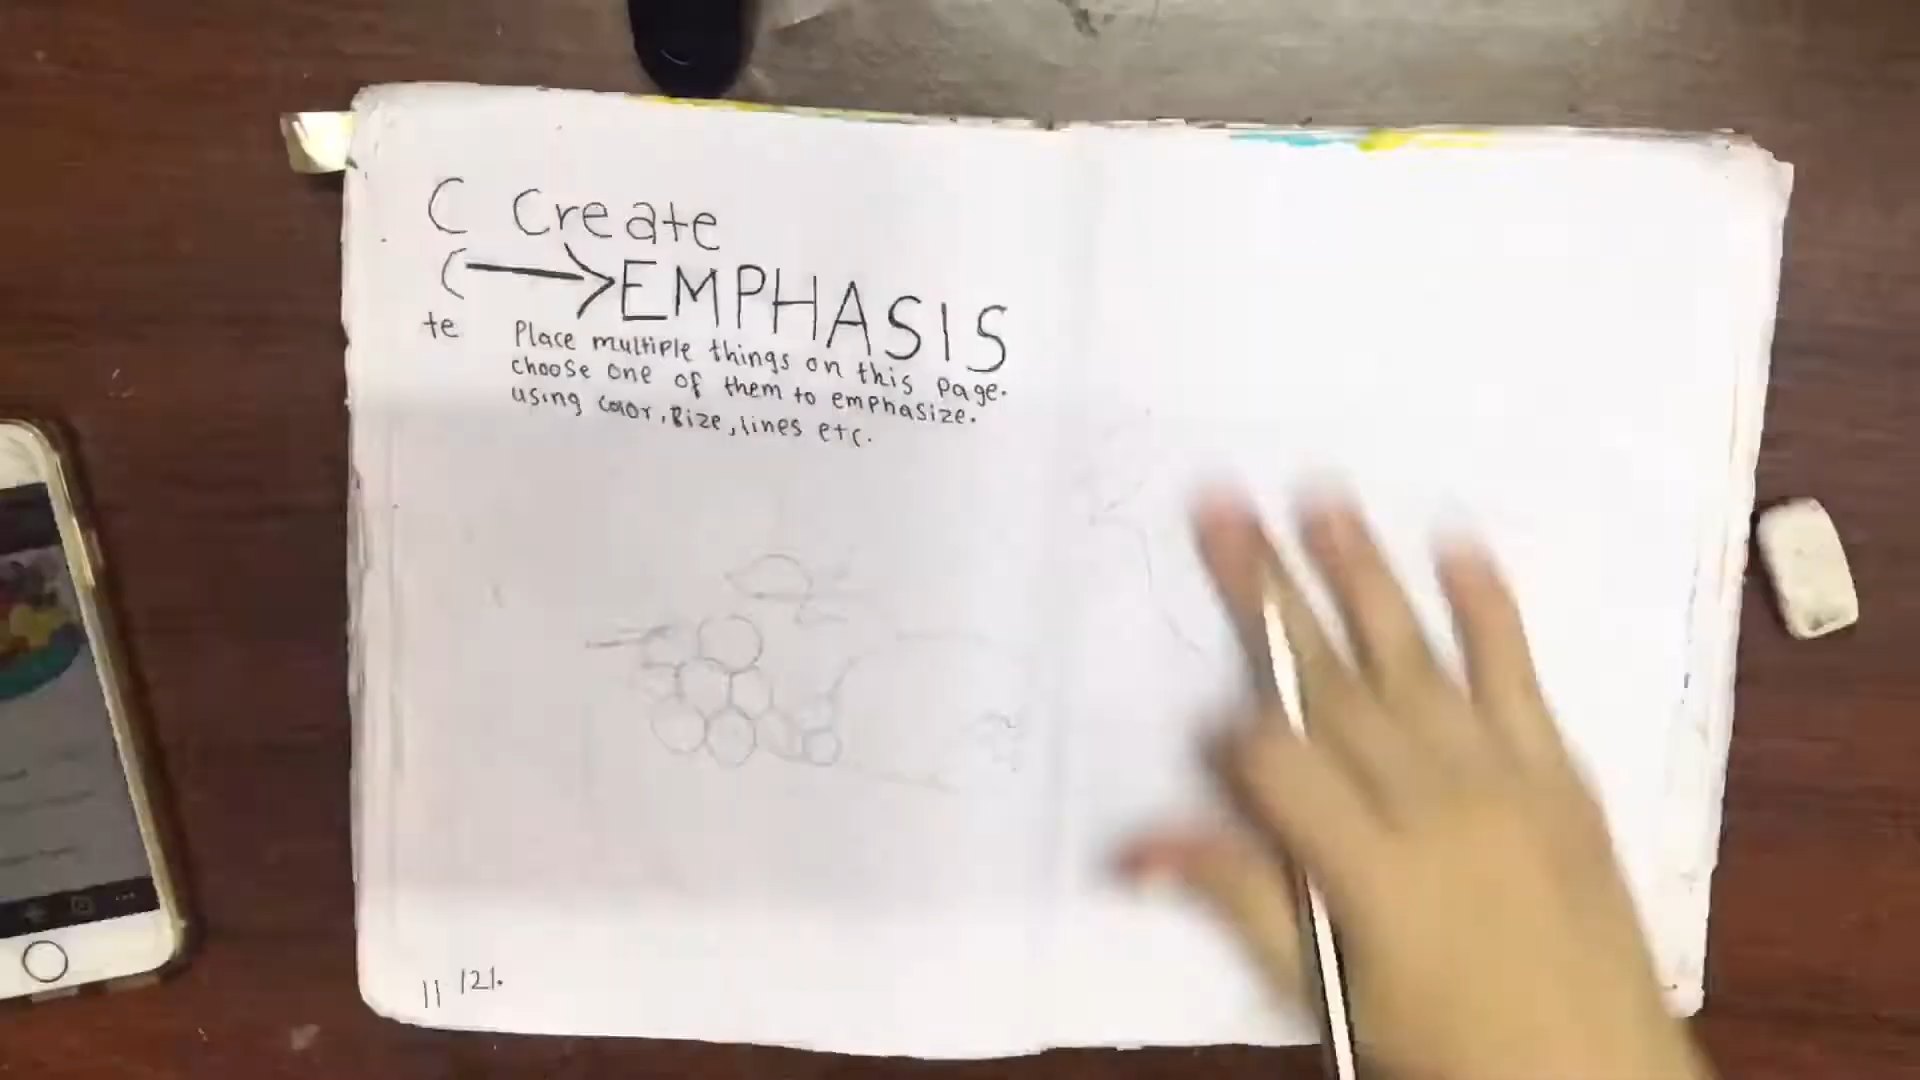 C Create
C → EMPHASIS
te
Place multiple things on this page.
choose one of them to emphasize.
using color, size, lines etc.
11 121.